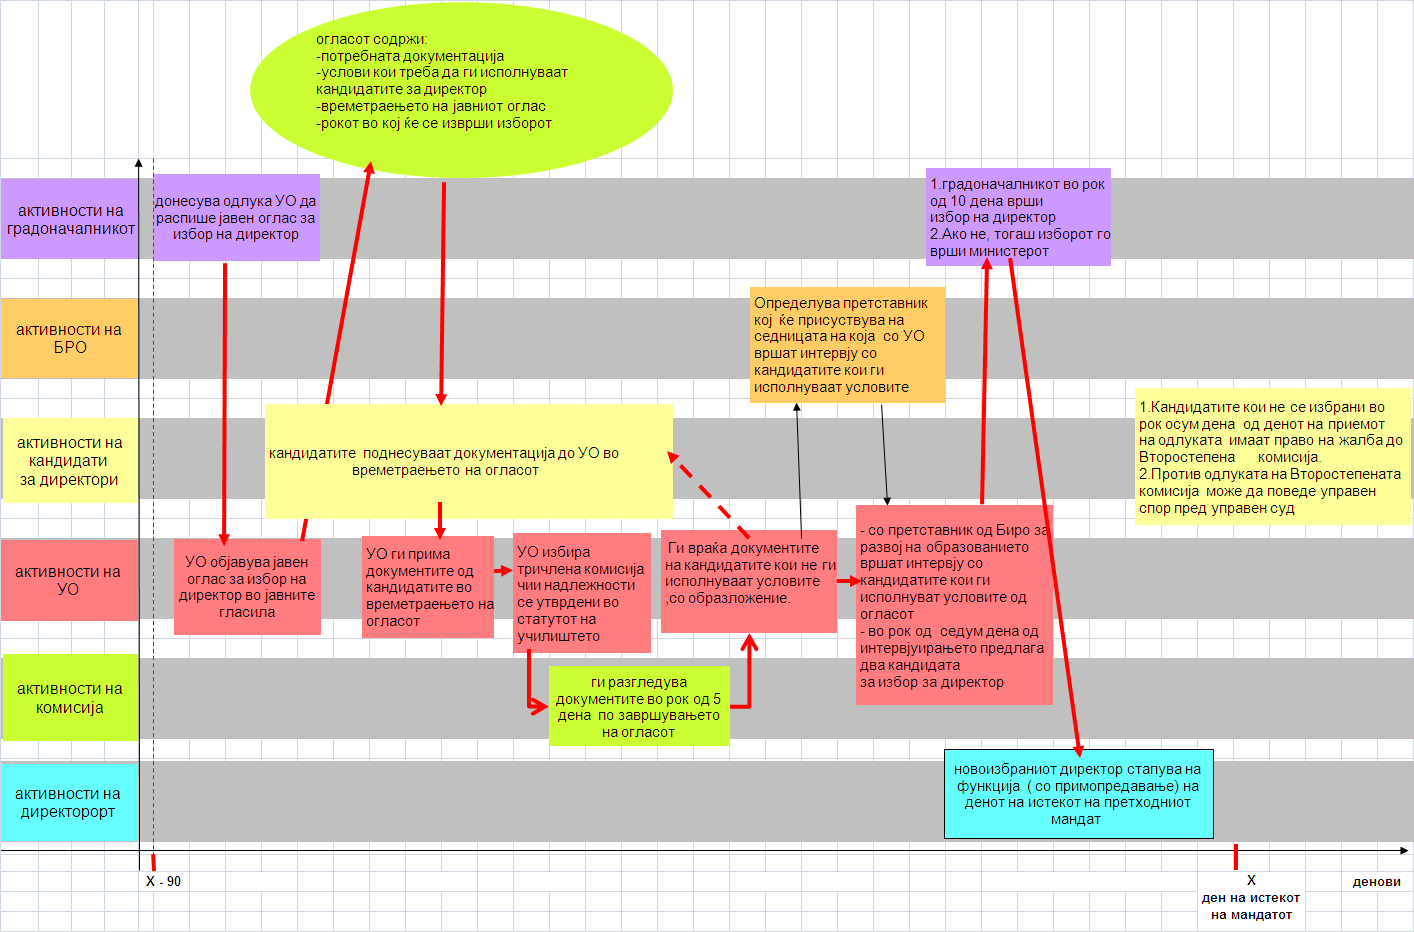 огласот содржи:
-потребната документација
-услови кои треба да ги исполнуваат
кандидатите за директор
-времетраењето на јавниот оглас
-рокот во кој ќе се изврши изборот
активности на
градоначалникот
донесува одлука УО да
распише јавен оглас за
избор на директор
1.градоначалникот во рок
од 10 дена врши
избор на директор
2.Ако не, тогаш изборот го
врши министерот
активности на
БРО
Определува претставник
кој ќе присуствува на
седницата на која со УО
вршат интервју со
кандидатите кои ги
исполнуваат условите
активности на
кандидати
за директори
кандидатите поднесуваат документација до УО во
времетраењето на огласот
1.Кандидатите кои не се избрани во
рок осум дена од денот на приемот
на одлуката имаат право на жалба до
Второстепена комисија.
2.Против одлуката на Второстепената
комисија може да поведе управен
спор пред управен суд
активности на
УО
УО објавува јавен
оглас за избор на
директор во јавните
гласила
УО ги прима
документите од
кандидатите во
времетраењето на
огласот
УО избира
тричлена комисија
чии надлежности
се утврдени во
статутот на
училиштето
Ги враќа документите
на кандидатите кои не ги
исполнуваат условите
,со образложение.
- со претставник од Биро за
развој на образованието
вршат интервју со
кандидатите кои ги
исполнуват условите од
огласот
- во рок од седум дена од
интервјуирањето предлага
два кандидата
за избор за директор
активности на
комисија
ги разгледува
документите во рок од 5
дена по завршувањето
на огласот
активности на
директорорт
новоизбраниот директор стапува на
функција ( со примопредавање) на
денот на истекот на претходниот
мандат
X - 90
X
ден на истекот
на мандатот
денови